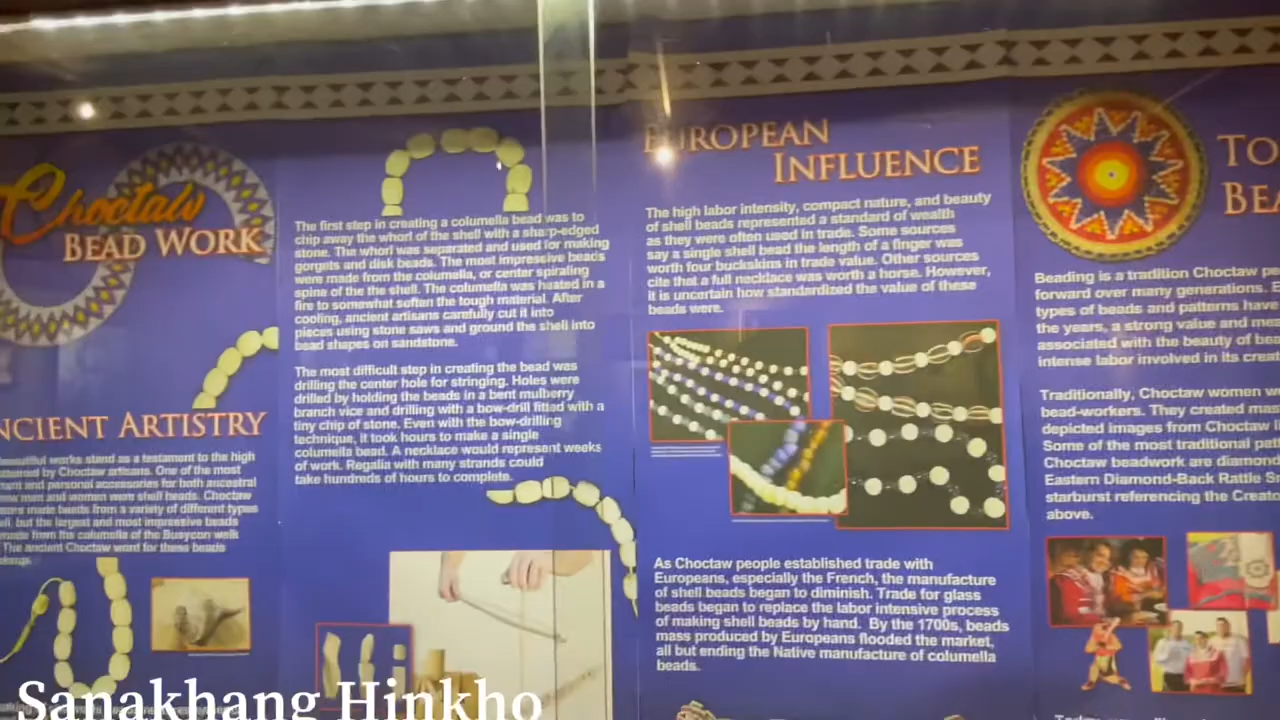 Choctaw
BEAD WORK
NCIENT ARTISTRY
works stand as a testament to the high
by Choctaw artisans. One of the most
and personal accessories for both ancestral
men and women were shell beads. Choctaw
made beads from a variety of different types
but the largest and most impressive beads
made from the columella of the Busycon
The ancient Choctaw word for these beads
The first step in creating a columella bead was to
chip away the whorl of the shell with a sharp-edged
stone. The whorl was separated and used for making
gorgets and disk beads. The most impressive beads
were made from the columella, or center spiraling
spine of the the shell. The columella was heated in a
fire to somewhat soften the tough material. After
cooling, ancient artisans carefully cut it into
pieces using stone saws and ground the shell into
bead shapes on sandstone.
The most difficult step in creating the bead was
drilling the center hole for stringing. Holes were
drilled by holding the beads in a bent mulberry
branch vice and drilling with a bow-drill fitted with a
tiny chip of stone. Even with the bow-drilling
technique, it took hours to make a single
columella bead. A necklace would represent weeks
of work. Regalia with many strands could
take hundreds of hours to complete.
EUROPEAN
INFLUENCE
The high labor intensity, compact nature, and beauty
of shell beads represented a standard of wealth
as they were often used in trade. Some sources
say a single shell bead the length of a finger was
worth four buckskins in trade value. Other sources
cite that a full necklace was worth a horse. However,
it is uncertain how standardized the value of these
beads were.
As Choctaw people established trade with
Europeans, especially the French, the manufacture
of shell beads began to diminish. Trade for glass
beads began to replace the labor intensive process
of making shell beads by hand. By the 1700s, beads
mass produced by Europeans flooded the market,
all but ending the Native manufacture of columella
beads.
TO
BEA
Beading is a tradition Choctaw pe
forward over many generations. E
types of beads and patterns have
the years, a strong value and mea
associated with the beauty of bea
intense labor involved in its creat
Traditionally, Choctaw women w
bead-workers. They created mas
depicted images from Choctaw li
Some of the most traditional pat
Choctaw beadwork are diamond
Eastern Diamond-Back Rattle Sn
starburst referencing the Creato
above.
Sanakhang Hinkho